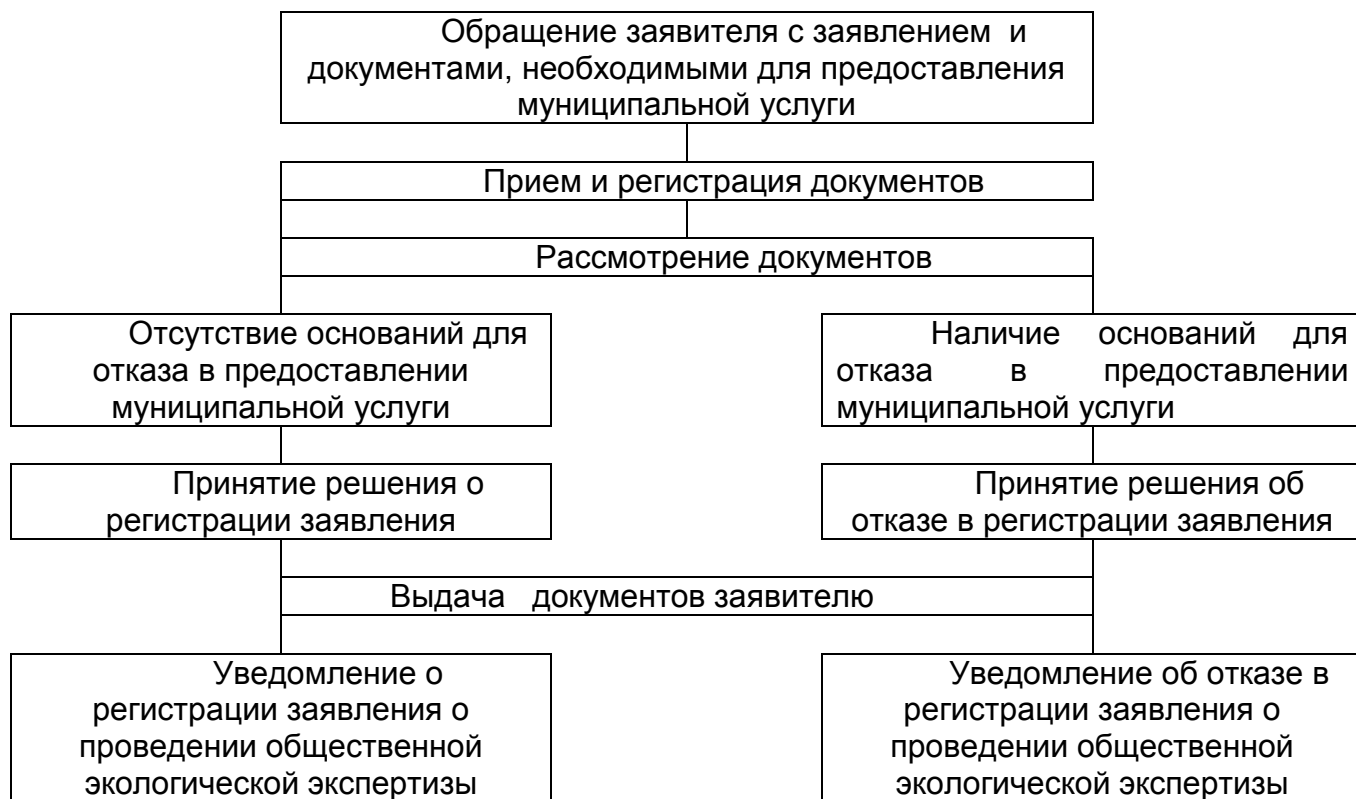 Обращение заявителя с заявлением и
документами, необходимыми для предоставления
муниципальной услуги
Прием и регистрация документов
Рассмотрение документов
Отсутствие оснований для
отказа в предоставлении
муниципальной услуги
Наличие оснований для
отказа в предоставлении
муниципальной услуги
Принятие решения о
регистрации заявления
Принятие решения об
отказе в регистрации заявления
Выдача документов заявителю
Уведомление о
регистрации заявления о
проведении общественной
экологической экспертизы
Уведомление об отказе в
регистрации заявления о
проведении общественной
экологической экспертизы